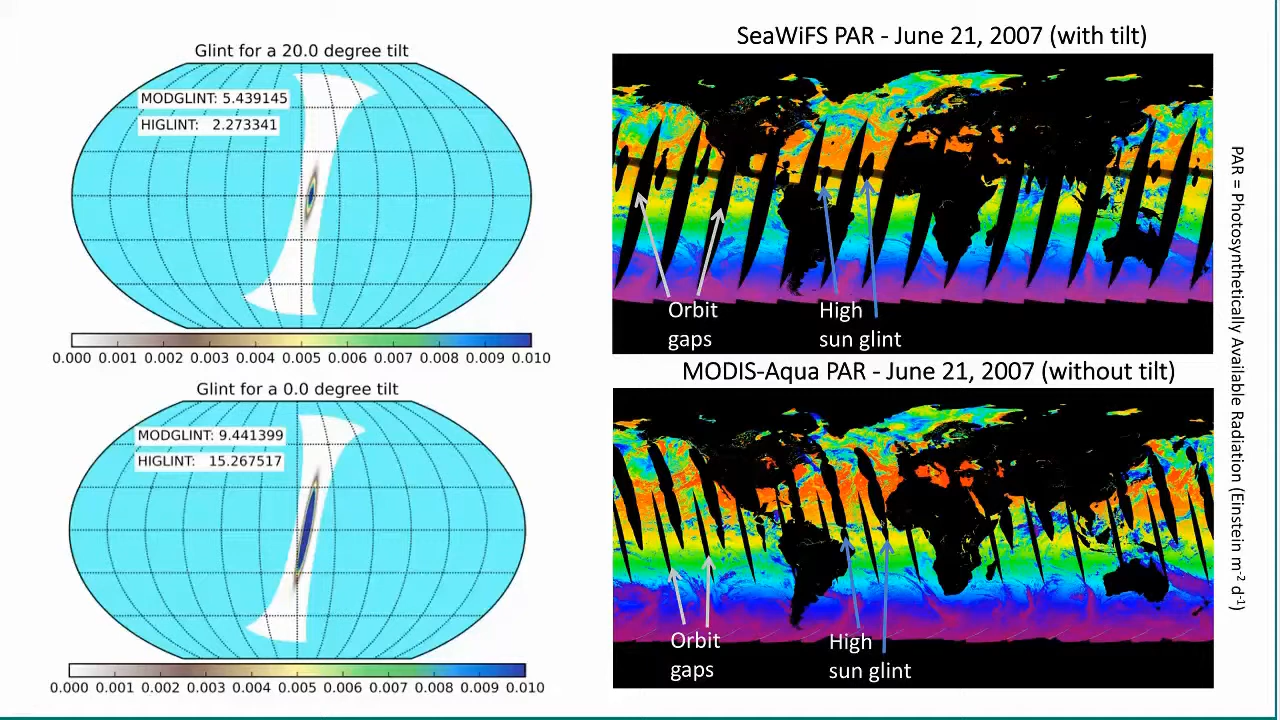 Glint for a 20.0 degree tilt
MODGLINT: 5.439145
HIGLINT: 2.273341
0.000 0.001 0.002 0.003 0.004 0.005 0.006 0.007 0.008 0.009 0.010
Glint for a 0.0 degree tilt
MODGLINT: 9.441399
HIGLINT: 15.267517
0.000 0.001 0.002 0.003 0.004 0.005 0.006 0.007 0.008 0.009 0.010
SeaWiFS PAR - June 21, 2007 (with tilt)
Orbit
gaps
High
sun glint
MODIS-Aqua PAR - June 21, 2007 (without tilt)
Orbit
gaps
High
sun glint
PAR = Photosynthetically Available Radiation (Einstein m⁻² d⁻¹)